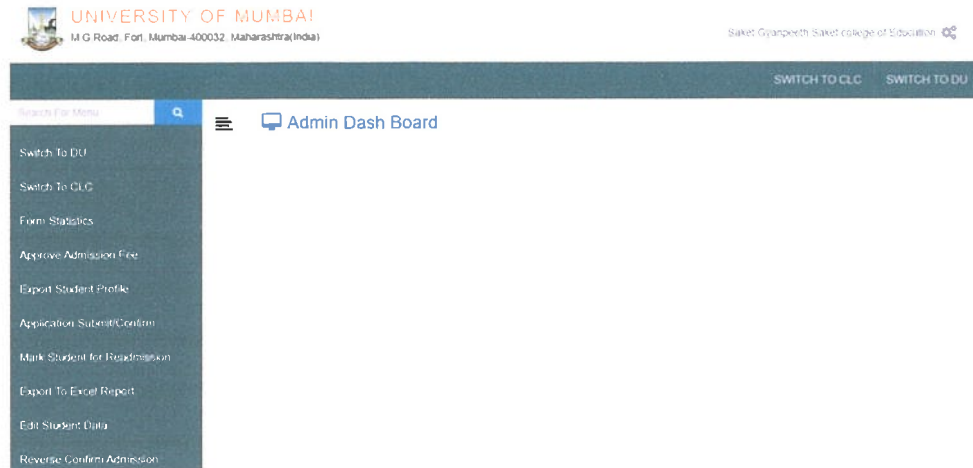 UNIVERSITY OF MUMBAI
M G Road, Fort, Mumbai-400032, Maharashtra(India)
Saket Gyanpeeth Saket college of Education
SWITCH TO CLC SWITCH TO DU
Search For Menu
Admin Dash Board
Switch To DU
Switch To CLC
Form Statistics
Approve Admission Fee
Export Student Profile
Application Submit/Confirm
Mark Student for Readmission
Export To Excel Report
Edit Student Data
Reverse Confirm Admission